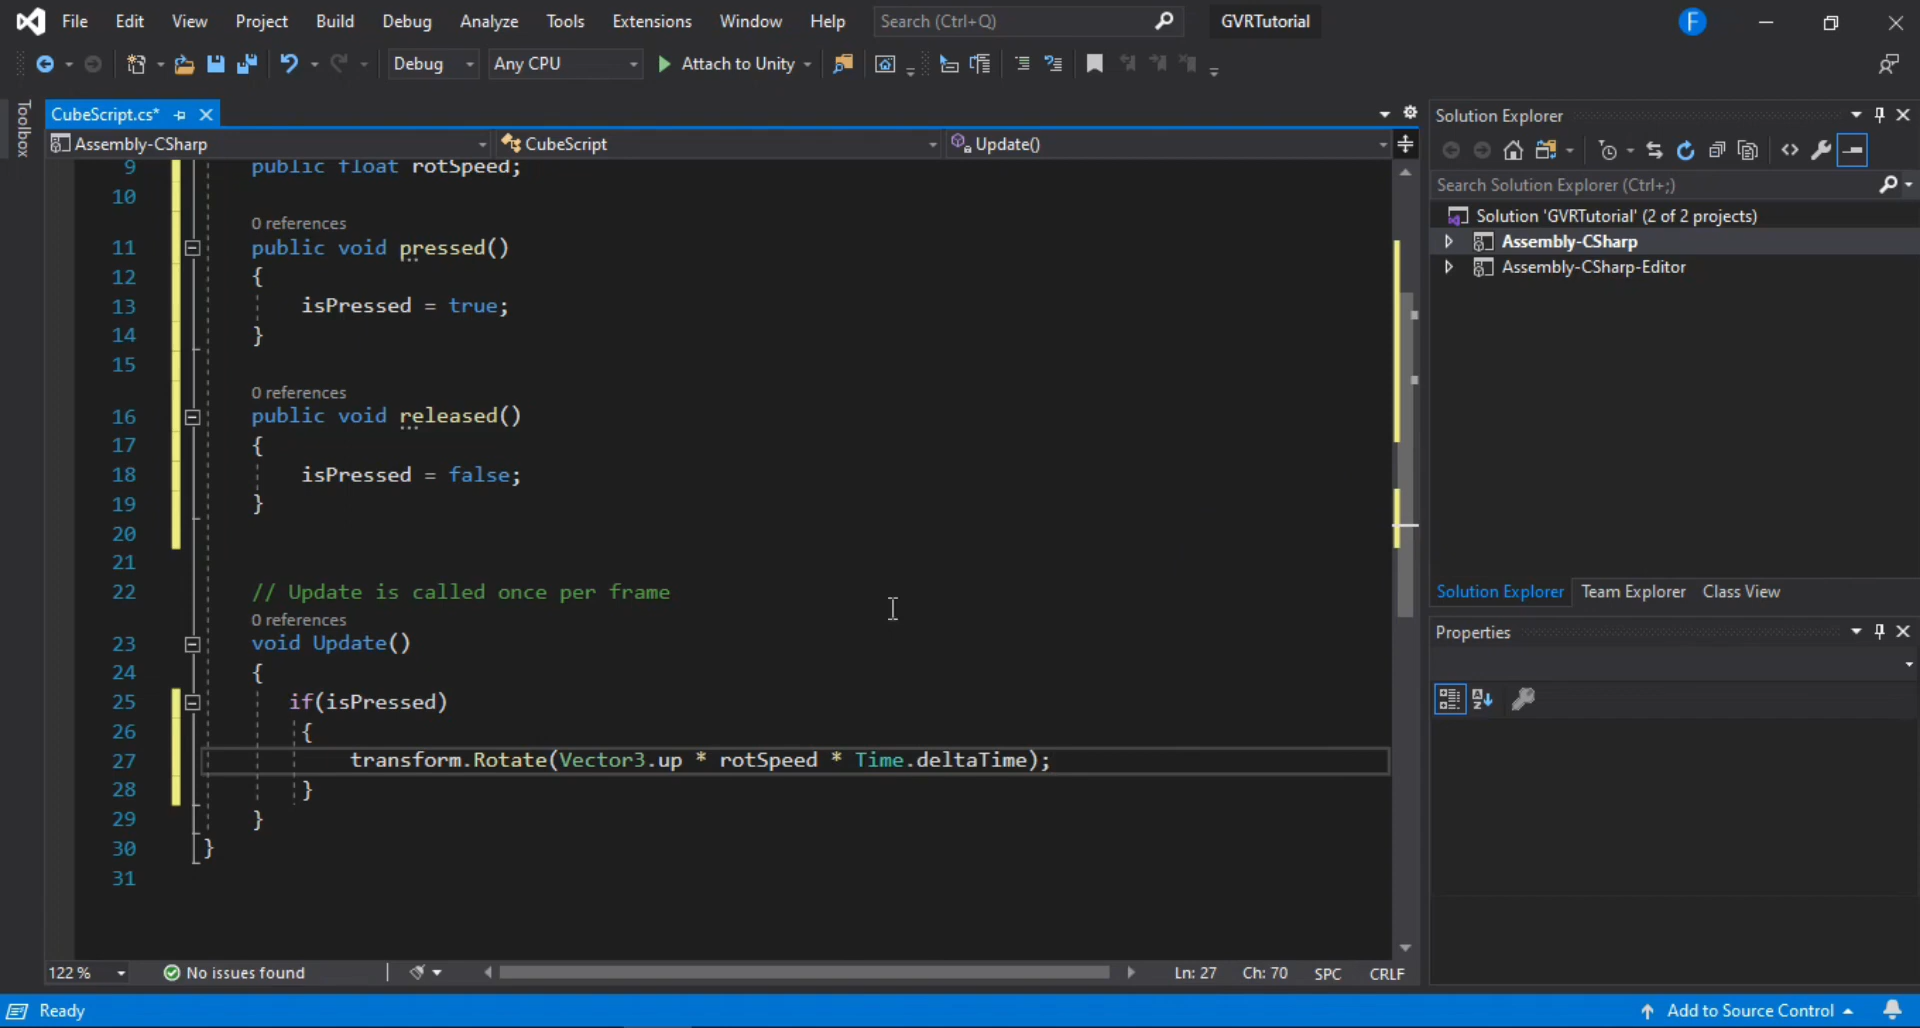 File Edit View Project Build Debug Analyze Tools Extensions Window Help Search (Ctrl+Q) GVRTutorial F
Debug Any CPU Attach to Unity
Toolbox
CubeScript.cs*
Assembly-CSharp CubeScript Update()
9 public float rotSpeed;
10
0 references
11 public void pressed()
12 {
13 isPressed = true;
14 }
15
0 references
16 public void released()
17 {
18 isPressed = false;
19 }
20
21
22 // Update is called once per frame
0 references
23 void Update()
24 {
25 if(isPressed)
26 {
27 transform.Rotate(Vector3.up * rotSpeed * Time.deltaTime);
28 }
29 }
30 }
31
122 % No issues found Ln: 27 Ch: 70 SPC CRLF
Solution Explorer
Search Solution Explorer (Ctrl+;)
Solution 'GVRTutorial' (2 of 2 projects)
Assembly-CSharp
Assembly-CSharp-Editor
Solution Explorer Team Explorer Class View
Properties
Ready Add to Source Control